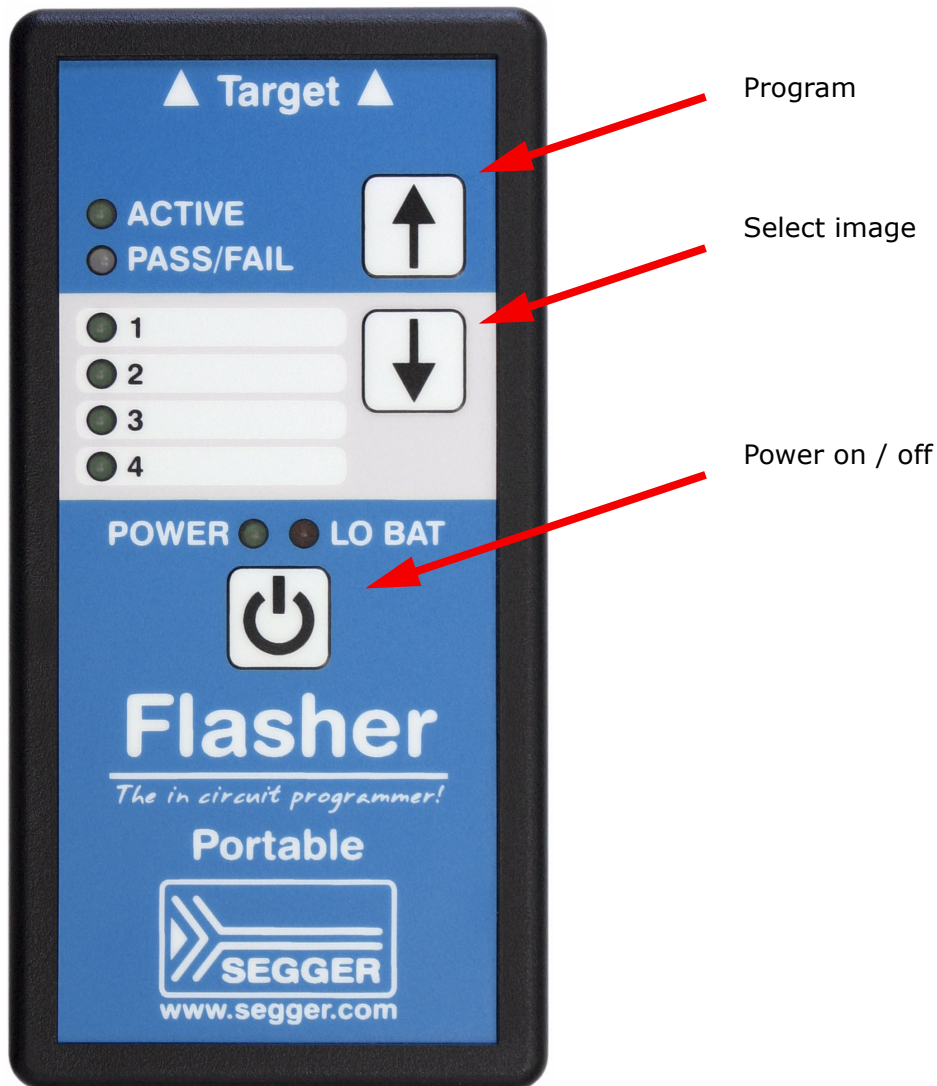 Target
Program
ACTIVE
PASS/FAIL
Select image
1
2
3
4
Power on / off
POWER LO BAT
Flasher
The in circuit programmer!
Portable
SEGGER
www.segger.com